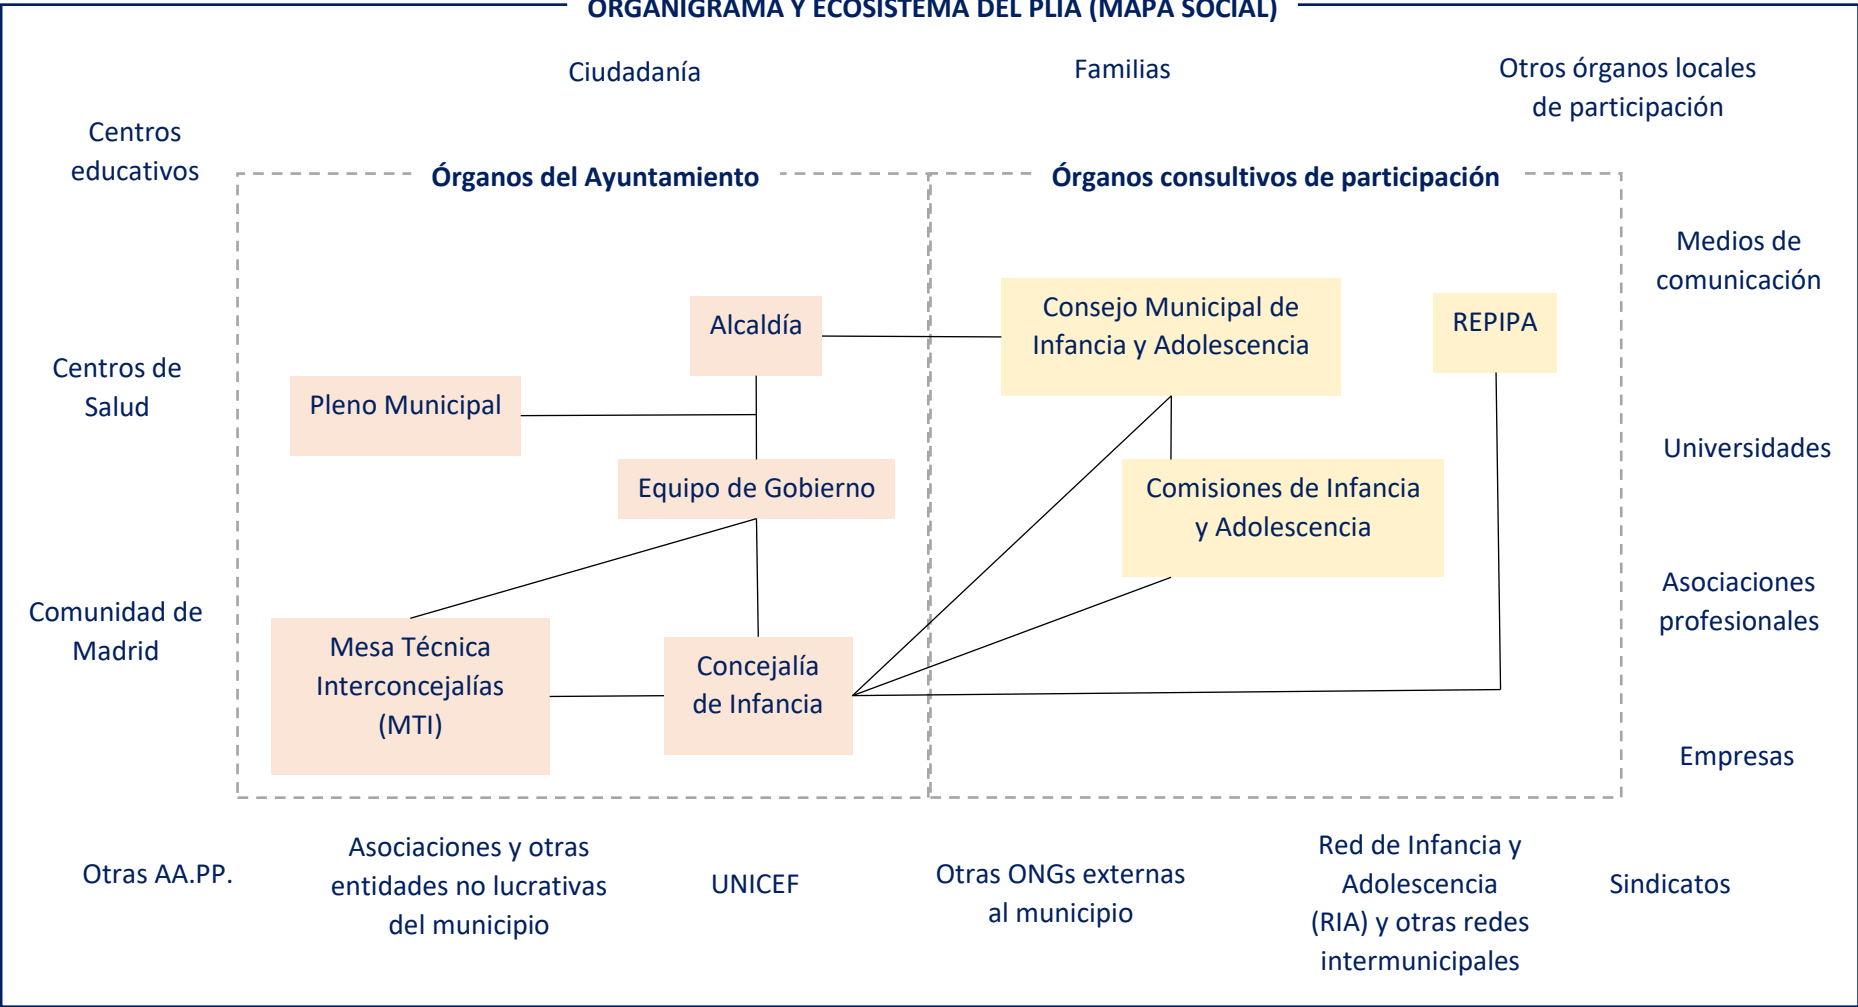 ORGANIGRAMA Y ECOSISTEMA DEL PLIA (MAPA SOCIAL)
Ciudadanía
Familias
Otros órganos locales
de participación
Centros
educativos
Órganos del Ayuntamiento
Órganos consultivos de participación
Medios de
comunicación
Alcaldía
Consejo Municipal de
Infancia y Adolescencia
REPIPA
Centros de
Salud
Pleno Municipal
Universidades
Equipo de Gobierno
Comisiones de Infancia
y Adolescencia
Asociaciones
profesionales
Comunidad de
Madrid
Mesa Técnica
Interconcejalías
(MTI)
Concejalía
de Infancia
Empresas
Otras AA.PP.
Asociaciones y otras
entidades no lucrativas
del municipio
UNICEF
Otras ONGs externas
al municipio
Red de Infancia y
Adolescencia
(RIA) y otras redes
intermunicipales
Sindicatos